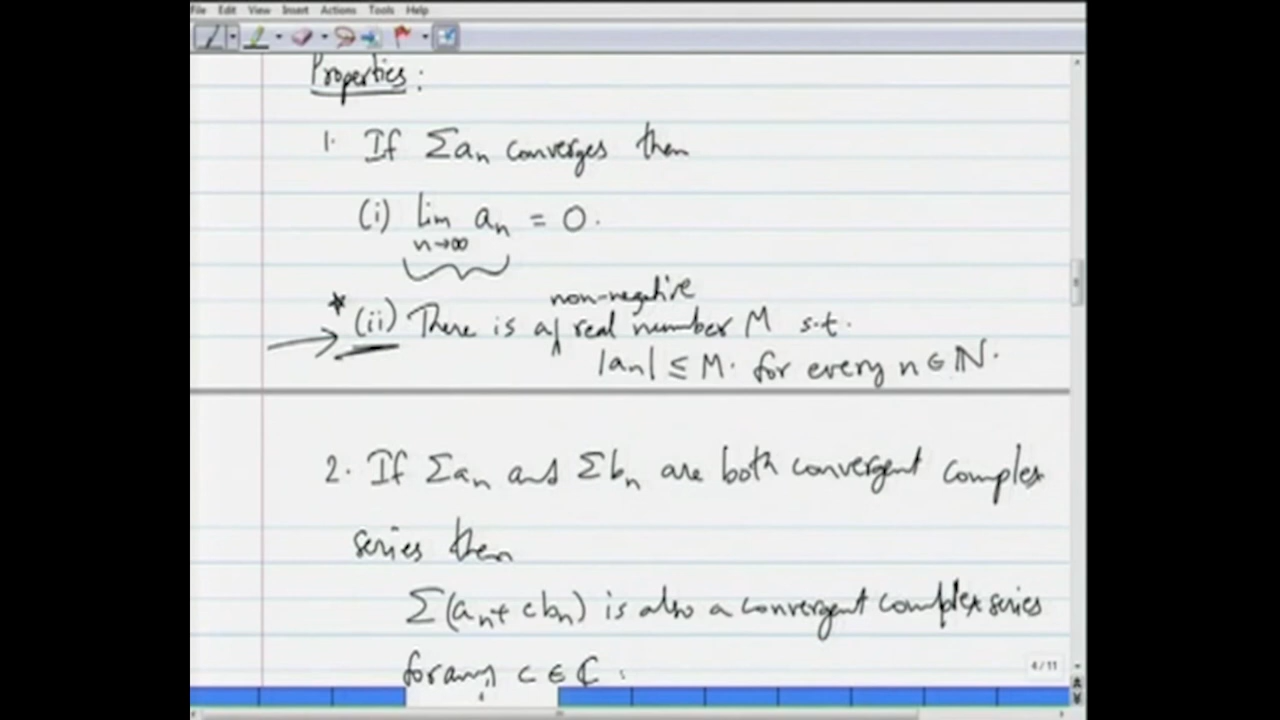 File Edit View Insert Actions Tools Help
Properties:
1. If Σaₙ converges then
(i) lim aₙ = 0.
n→∞
non-negative
* (ii) There is a real number M s.t.
|aₙ| ≤ M. for every n ∈ ℕ.
2. If Σaₙ and Σbₙ are both convergent complex
series then
Σ(aₙ + cbₙ) is also a convergent complex series
for any c ∈ ℂ.
4/11
4